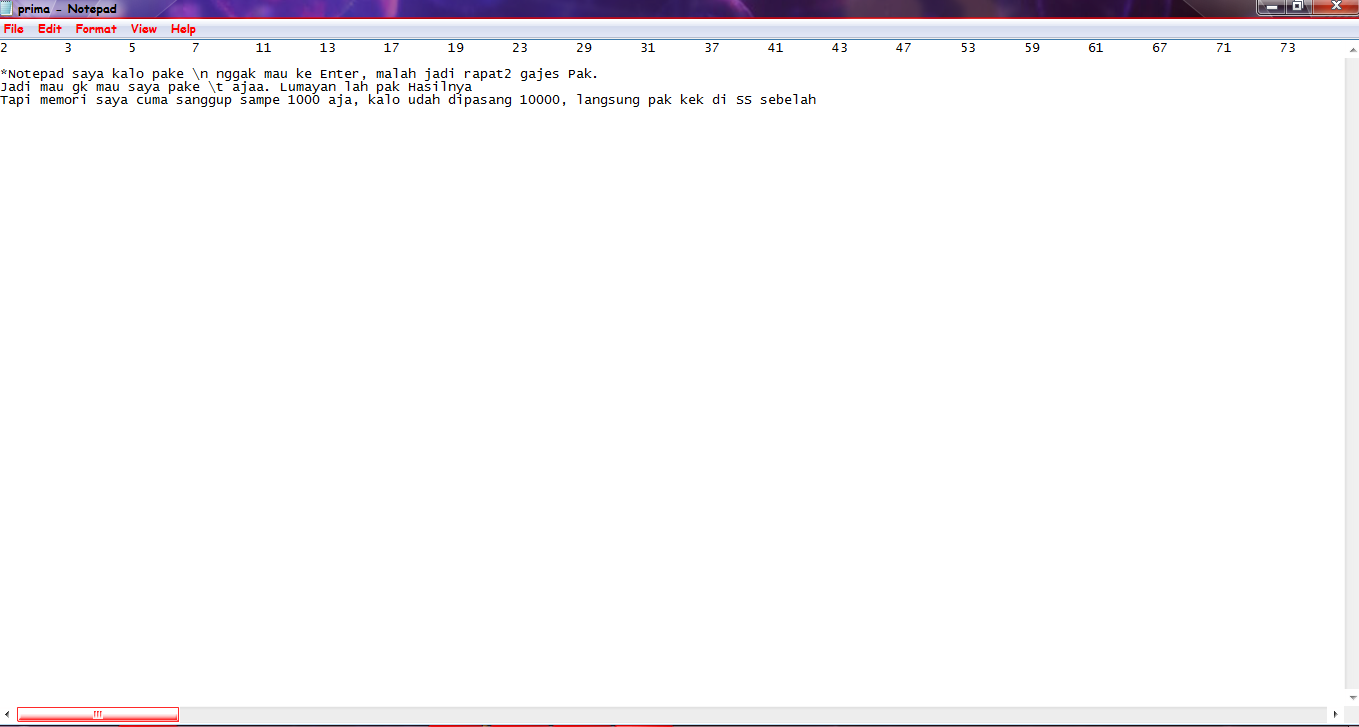 prima - Notepad
File Edit Format View Help
2 3 5 7 11 13 17 19 23 29 31 37 41 43 47 53 59 61 67 71 73
*Notepad saya kalo pake \n nggak mau ke Enter, malah jadi rapat2 gajes Pak.
Jadi mau gk mau saya pake \t ajaa. Lumayan lah pak Hasilnya
Tapi memori saya cuma sanggup sampe 1000 aja, kalo udah dipasang 10000, langsung pak kek di SS sebelah